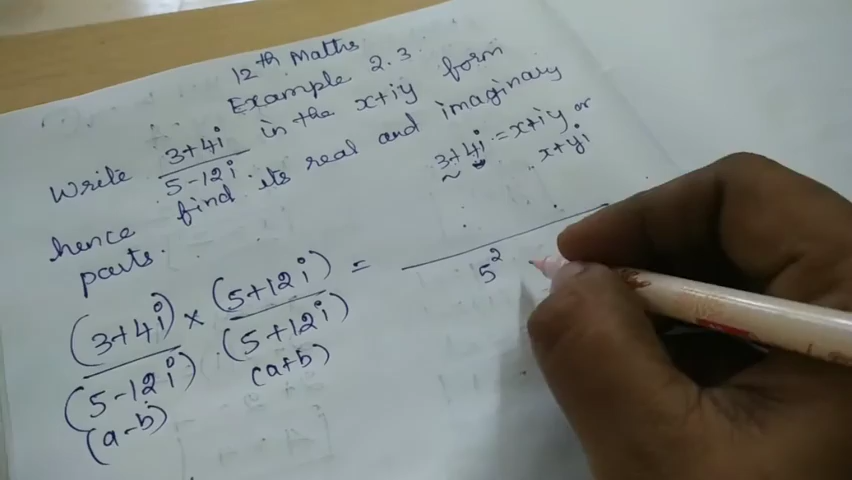 12th Maths
Example 2.3
Write 3+4i / 5-12i in the x+iy form
hence find its real and imaginary
parts.
3+4i = x+iy or
x+yi
(3+4i) / (5-12i) × (5+12i) / (5+12i) = / 5²
(a-b) (a+b)